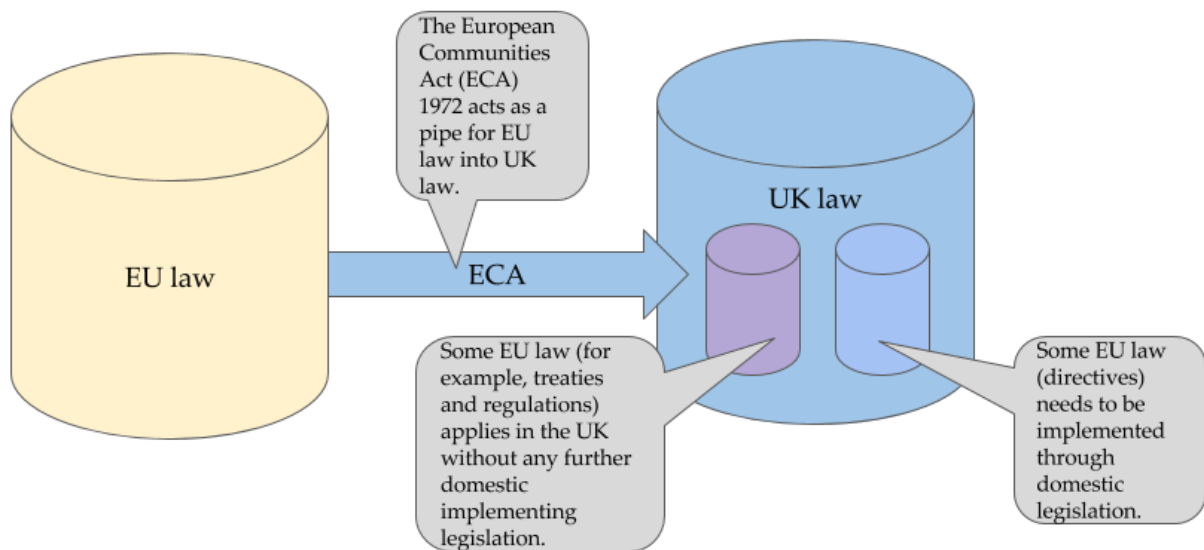 The European
Communities
Act (ECA)
1972 acts as a
pipe for EU
law into UK
law.
UK law
EU law
ECA
Some EU law (for
example, treaties
and regulations)
applies in the UK
without any further
domestic
implementing
legislation.
Some EU law
(directives)
needs to be
implemented
through
domestic
legislation.